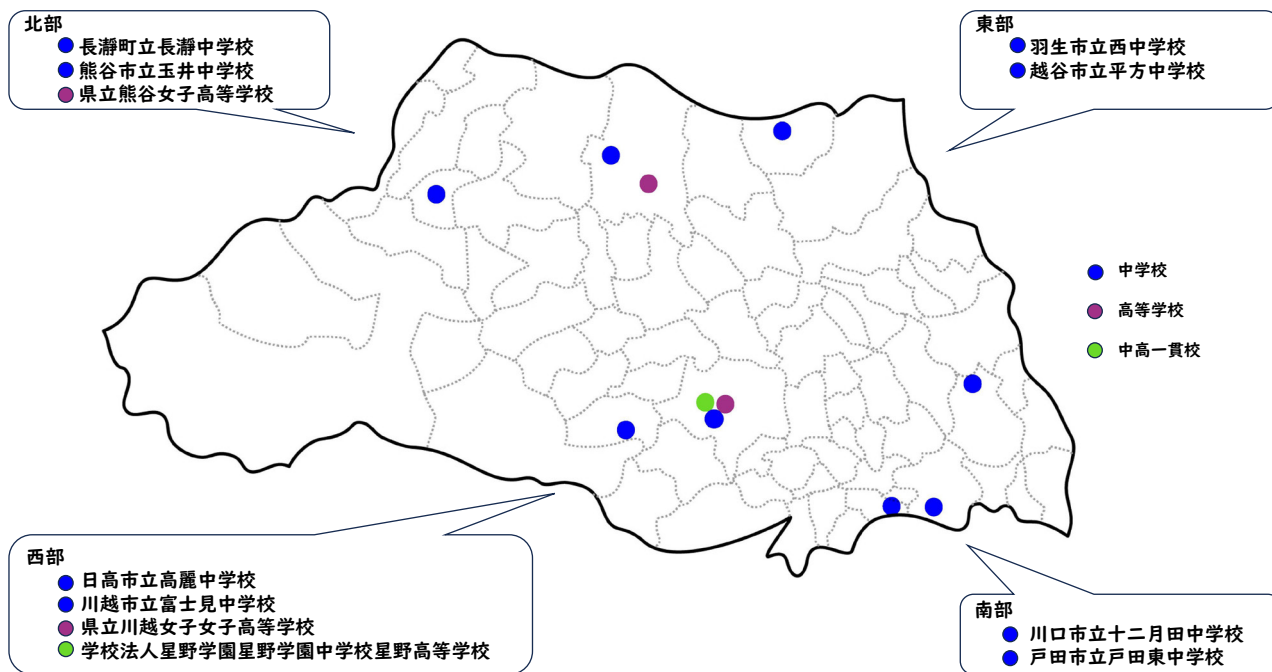 北部
長瀞町立長瀞中学校
熊谷市立玉井中学校
県立熊谷女子高等学校
東部
羽生市立西中学校
越谷市立平方中学校
中学校
高等学校
中高一貫校
西部
日高市立高麗中学校
川越市立富士見中学校
県立川越女子女子高等学校
学校法人星野学園星野学園中学校星野高等学校
南部
川口市立十二月田中学校
戸田市立戸田東中学校